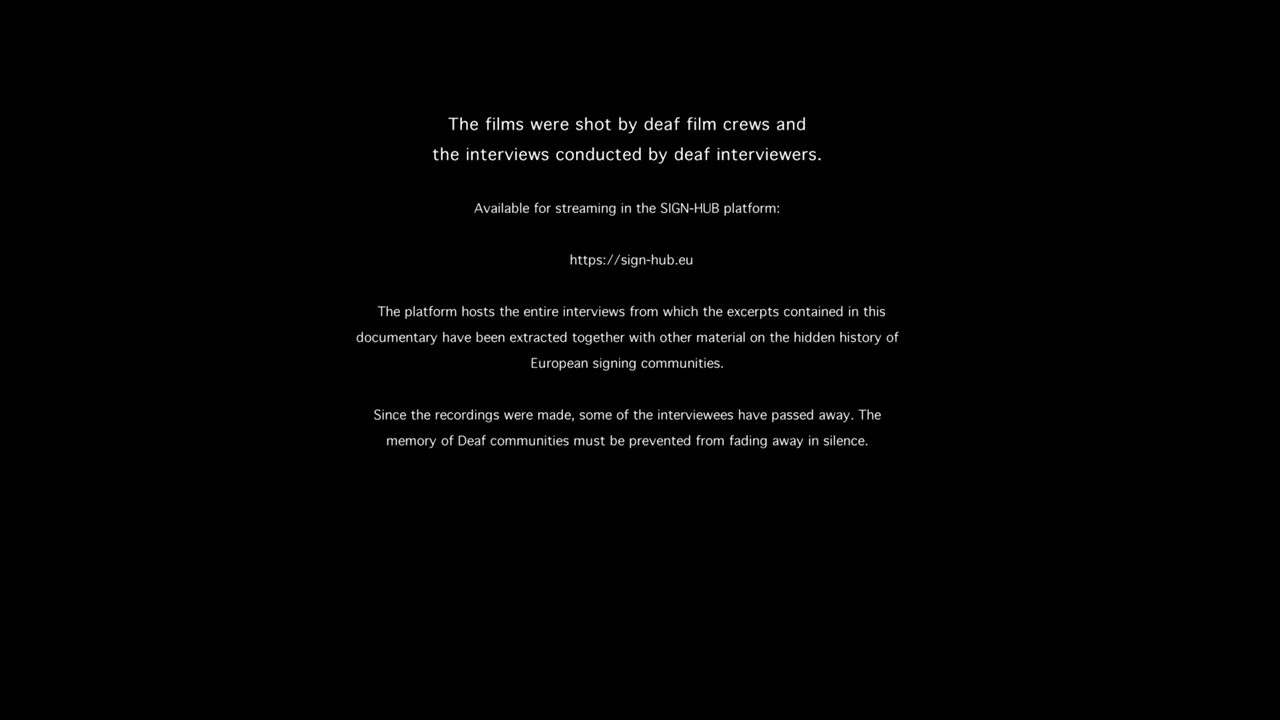 The films were shot by deaf film crews and
the interviews conducted by deaf interviewers.
Available for streaming in the SIGN-HUB platform:
https://sign-hub.eu
The platform hosts the entire interviews from which the excerpts contained in this
documentary have been extracted together with other material on the hidden history of
European signing communities.
Since the recordings were made, some of the interviewees have passed away. The
memory of Deaf communities must be prevented from fading away in silence.